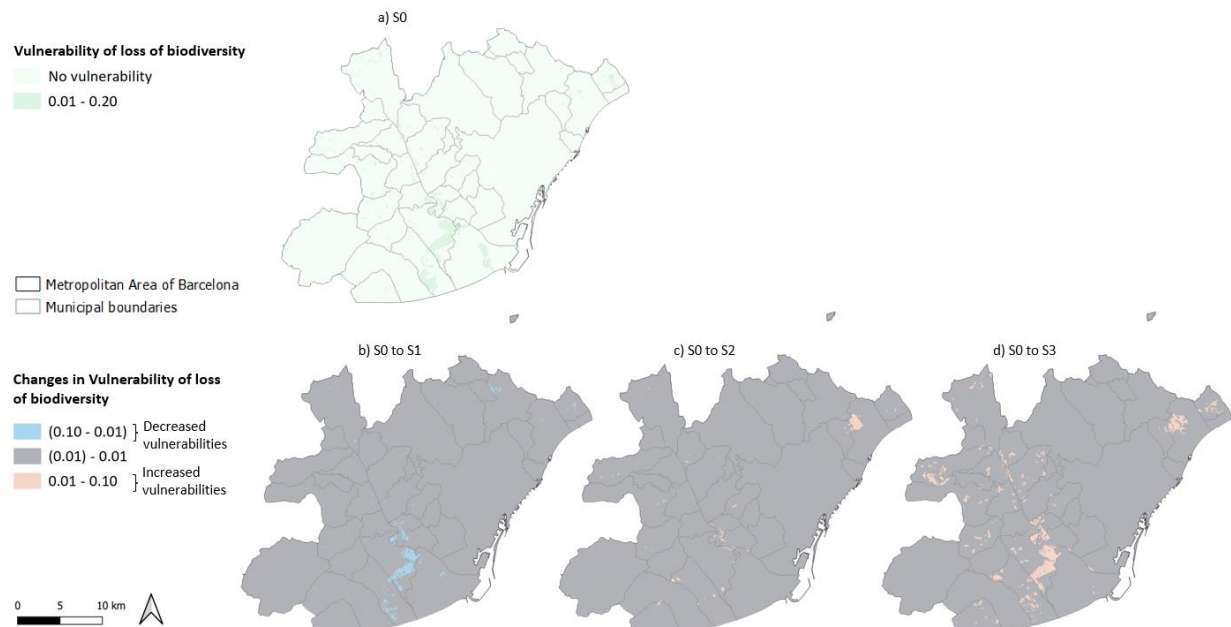 a) S0
Vulnerability of loss of biodiversity
No vulnerability
0.01 - 0.20
Metropolitan Area of Barcelona
Municipal boundaries
b) S0 to S1
c) S0 to S2
d) S0 to S3
Changes in Vulnerability of loss
of biodiversity
(0.10 - 0.01)
Decreased
vulnerabilities
(0.01) - 0.01
0.01 - 0.10
Increased
vulnerabilities
0 5 10 km